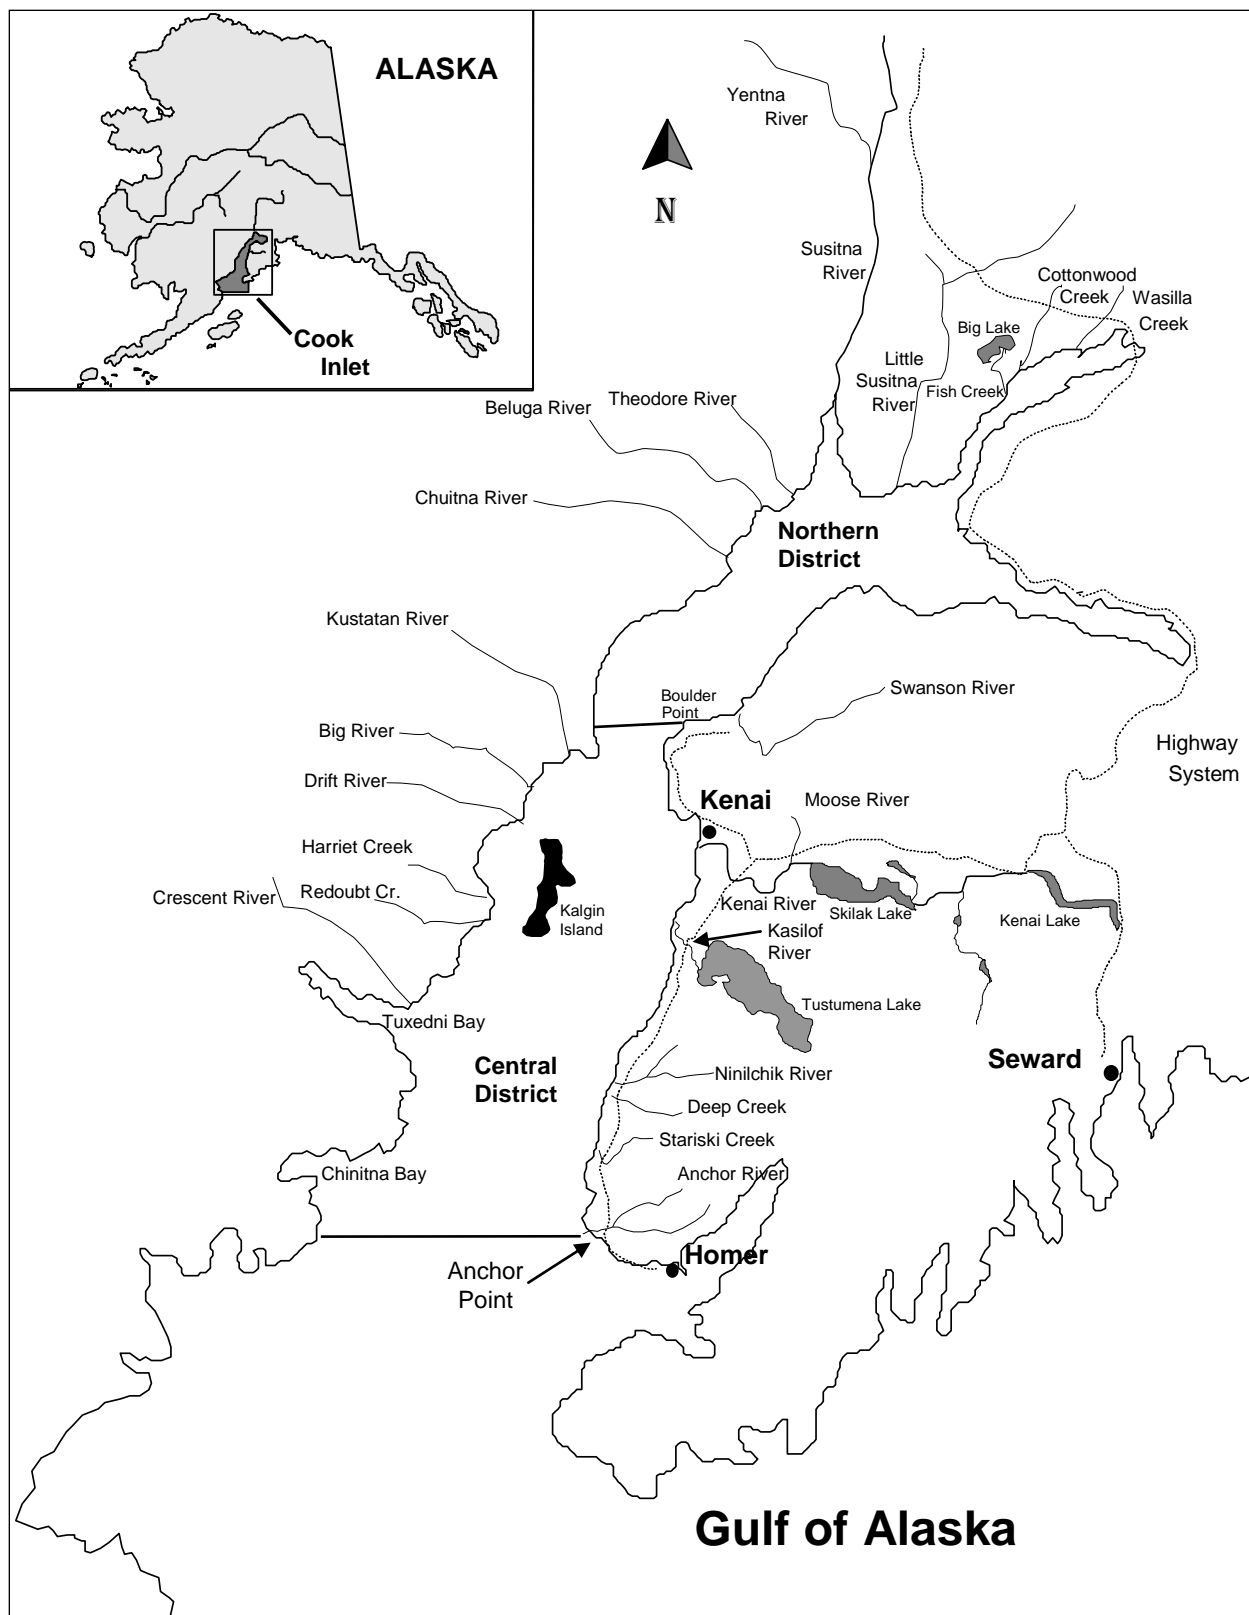 ALASKA
Cook
Inlet
Yentna
River
N
Susitna
River
Cottonwood
Creek
Wasilla
Creek
Big Lake
Little
Susitna
River
Fish Creek
Theodore River
Beluga River
Chuitna River
Northern
District
Kustatan River
Boulder
Point
Swanson River
Big River
Highway
System
Drift River
Kenai
Moose River
Harriet Creek
Crescent River
Redoubt Cr.
Kalgin
Island
Kenai River
Skilak Lake
Kenai Lake
Kasilof
River
Tustumena Lake
Tuxedni Bay
Central
District
Seward
Ninilchik River
Deep Creek
Stariski Creek
Anchor River
Chinitna Bay
Homer
Anchor
Point
Gulf of Alaska